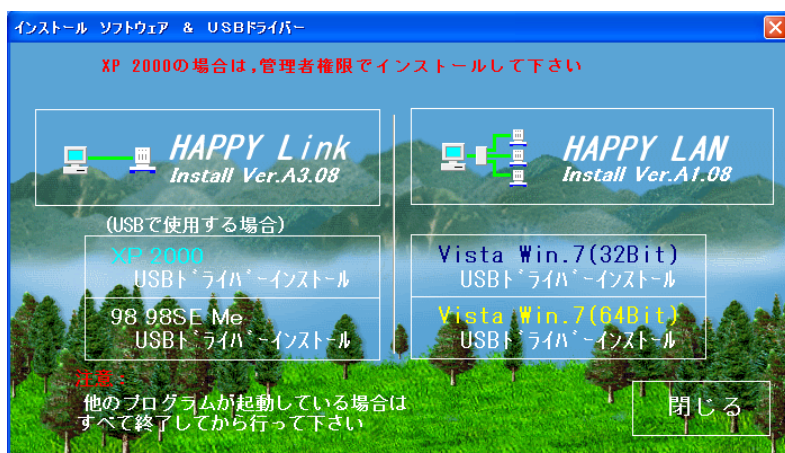 インストール ソフトウェア & USBドライバー
XP 2000の場合は,管理者権限でインストールして下さい
HAPPY Link
Install Ver.A3.08
HAPPY LAN
Install Ver.A1.08
(USBで使用する場合)
XP 2000
USBドライバーインストール
Vista Win.7(32Bit)
USBドライバーインストール
98 98SE Me
USBドライバーインストール
Vista Win.7(64Bit)
USBドライバーインストール
注意:
他のプログラムが起動している場合は
すべて終了してから行って下さい
閉じる